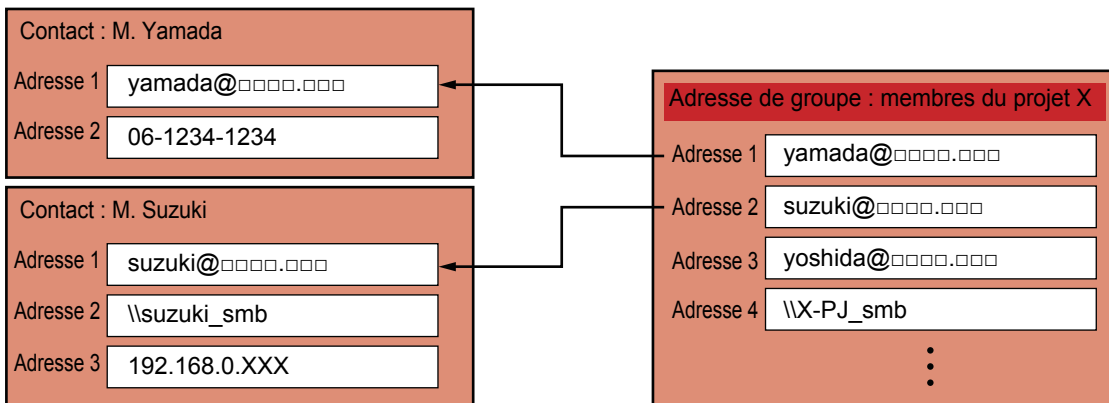 Contact : M. Yamada
Adresse 1 yamada@□□□□.□□□
Adresse 2 06-1234-1234
Contact : M. Suzuki
Adresse 1 suzuki@□□□□.□□□
Adresse 2 \\suzuki_smb
Adresse 3 192.168.0.XXX
Adresse de groupe : membres du projet X
Adresse 1 yamada@□□□□.□□□
Adresse 2 suzuki@□□□□.□□□
Adresse 3 yoshida@□□□□.□□□
Adresse 4 \\X-PJ_smb